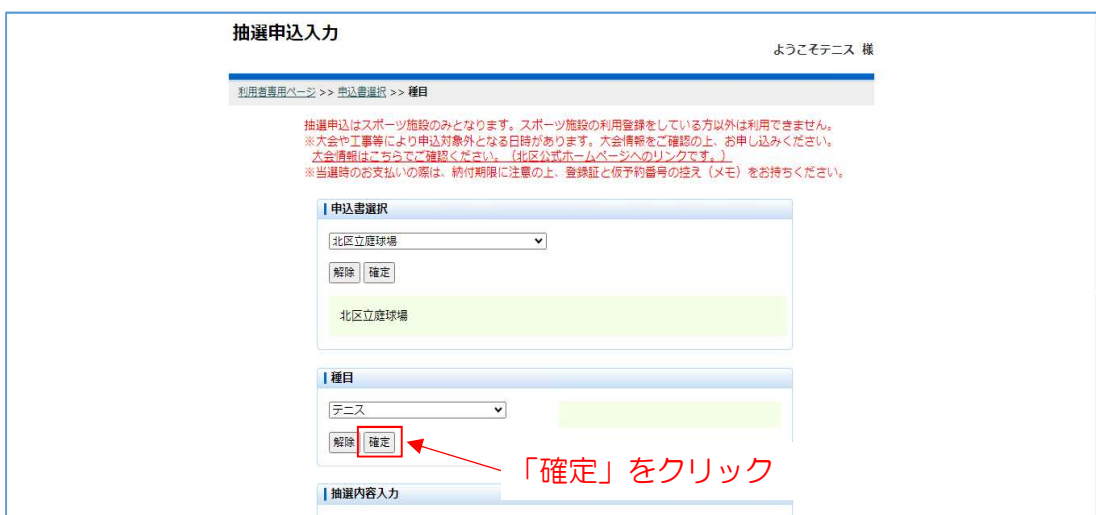 抽選申込入力
ようこそテニス 様
利用者専用ページ >> 申込書選択 >> 種目
抽選申込はスポーツ施設のみとなります。スポーツ施設の利用登録をしている方以外は利用できません。
※大会や工事等により申込対象外となる日時があります。大会情報をご確認の上、お申し込みください。
大会情報はこちらでご確認ください。（北区公式ホームページへのリンクです。）
※当選時のお支払いの際は、納付期限に注意の上、登録証と仮予約番号の控え（メモ）をお持ちください。
申込書選択
北区立庭球場
解除 確定
北区立庭球場
種目
テニス
解除 確定
「確定」をクリック
抽選内容入力